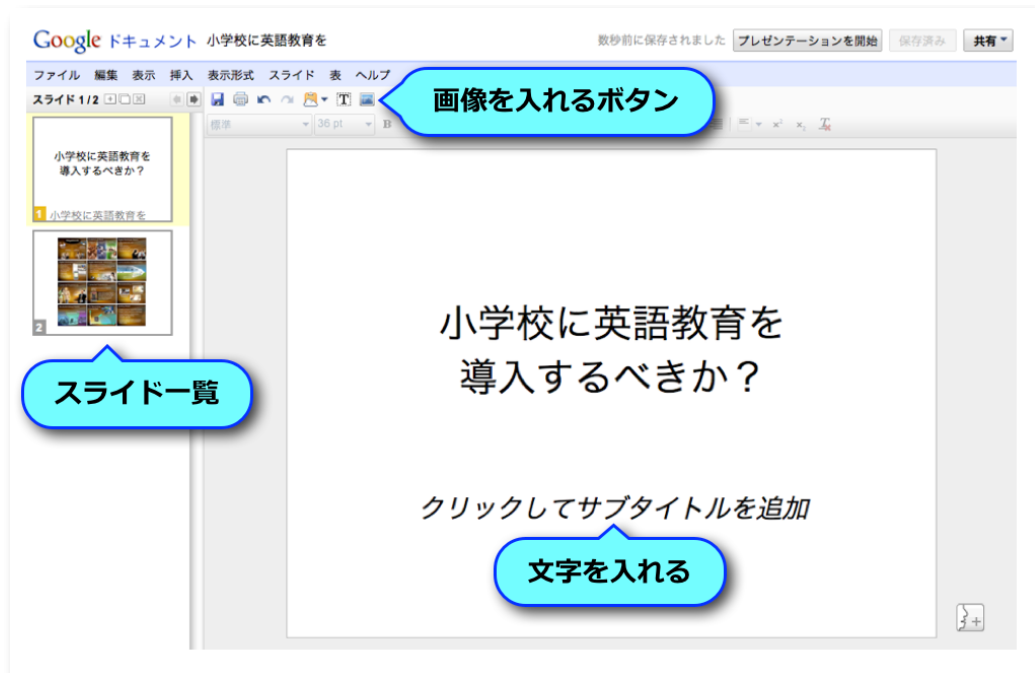 Google ドキュメント 小学校に英語教育を
数秒前に保存されました プレゼンテーションを開始 保存済み 共有
ファイル 編集 表示 挿入 表示形式 スライド 表 ヘルプ
スライド 1/2
画像を入れるボタン
標準 36 pt B
小学校に英語教育を
導入するべきか?
1 小学校に英語教育を
2
スライド一覧
小学校に英語教育を
導入するべきか?
クリックしてサブタイトルを追加
文字を入れる